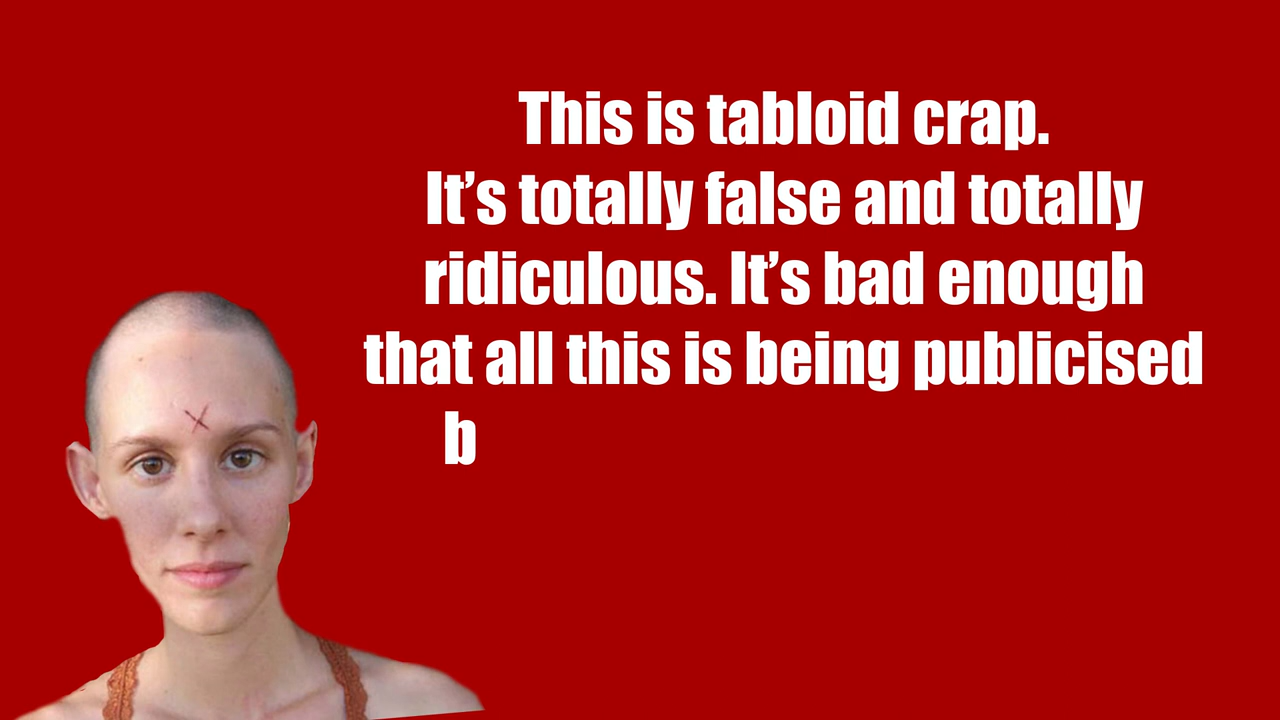 This is tabloid crap.
It’s totally false and totally
ridiculous. It’s bad enough
that all this is being publicised
b